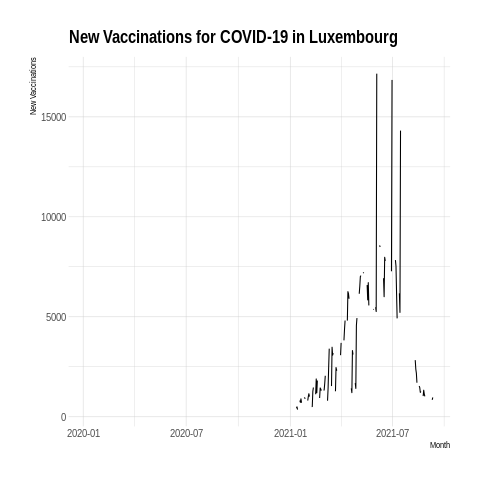 New Vaccinations for COVID-19 in Luxembourg
New Vaccinations
15000
10000
5000
0
2020-01
2020-07
2021-01
2021-07
Month